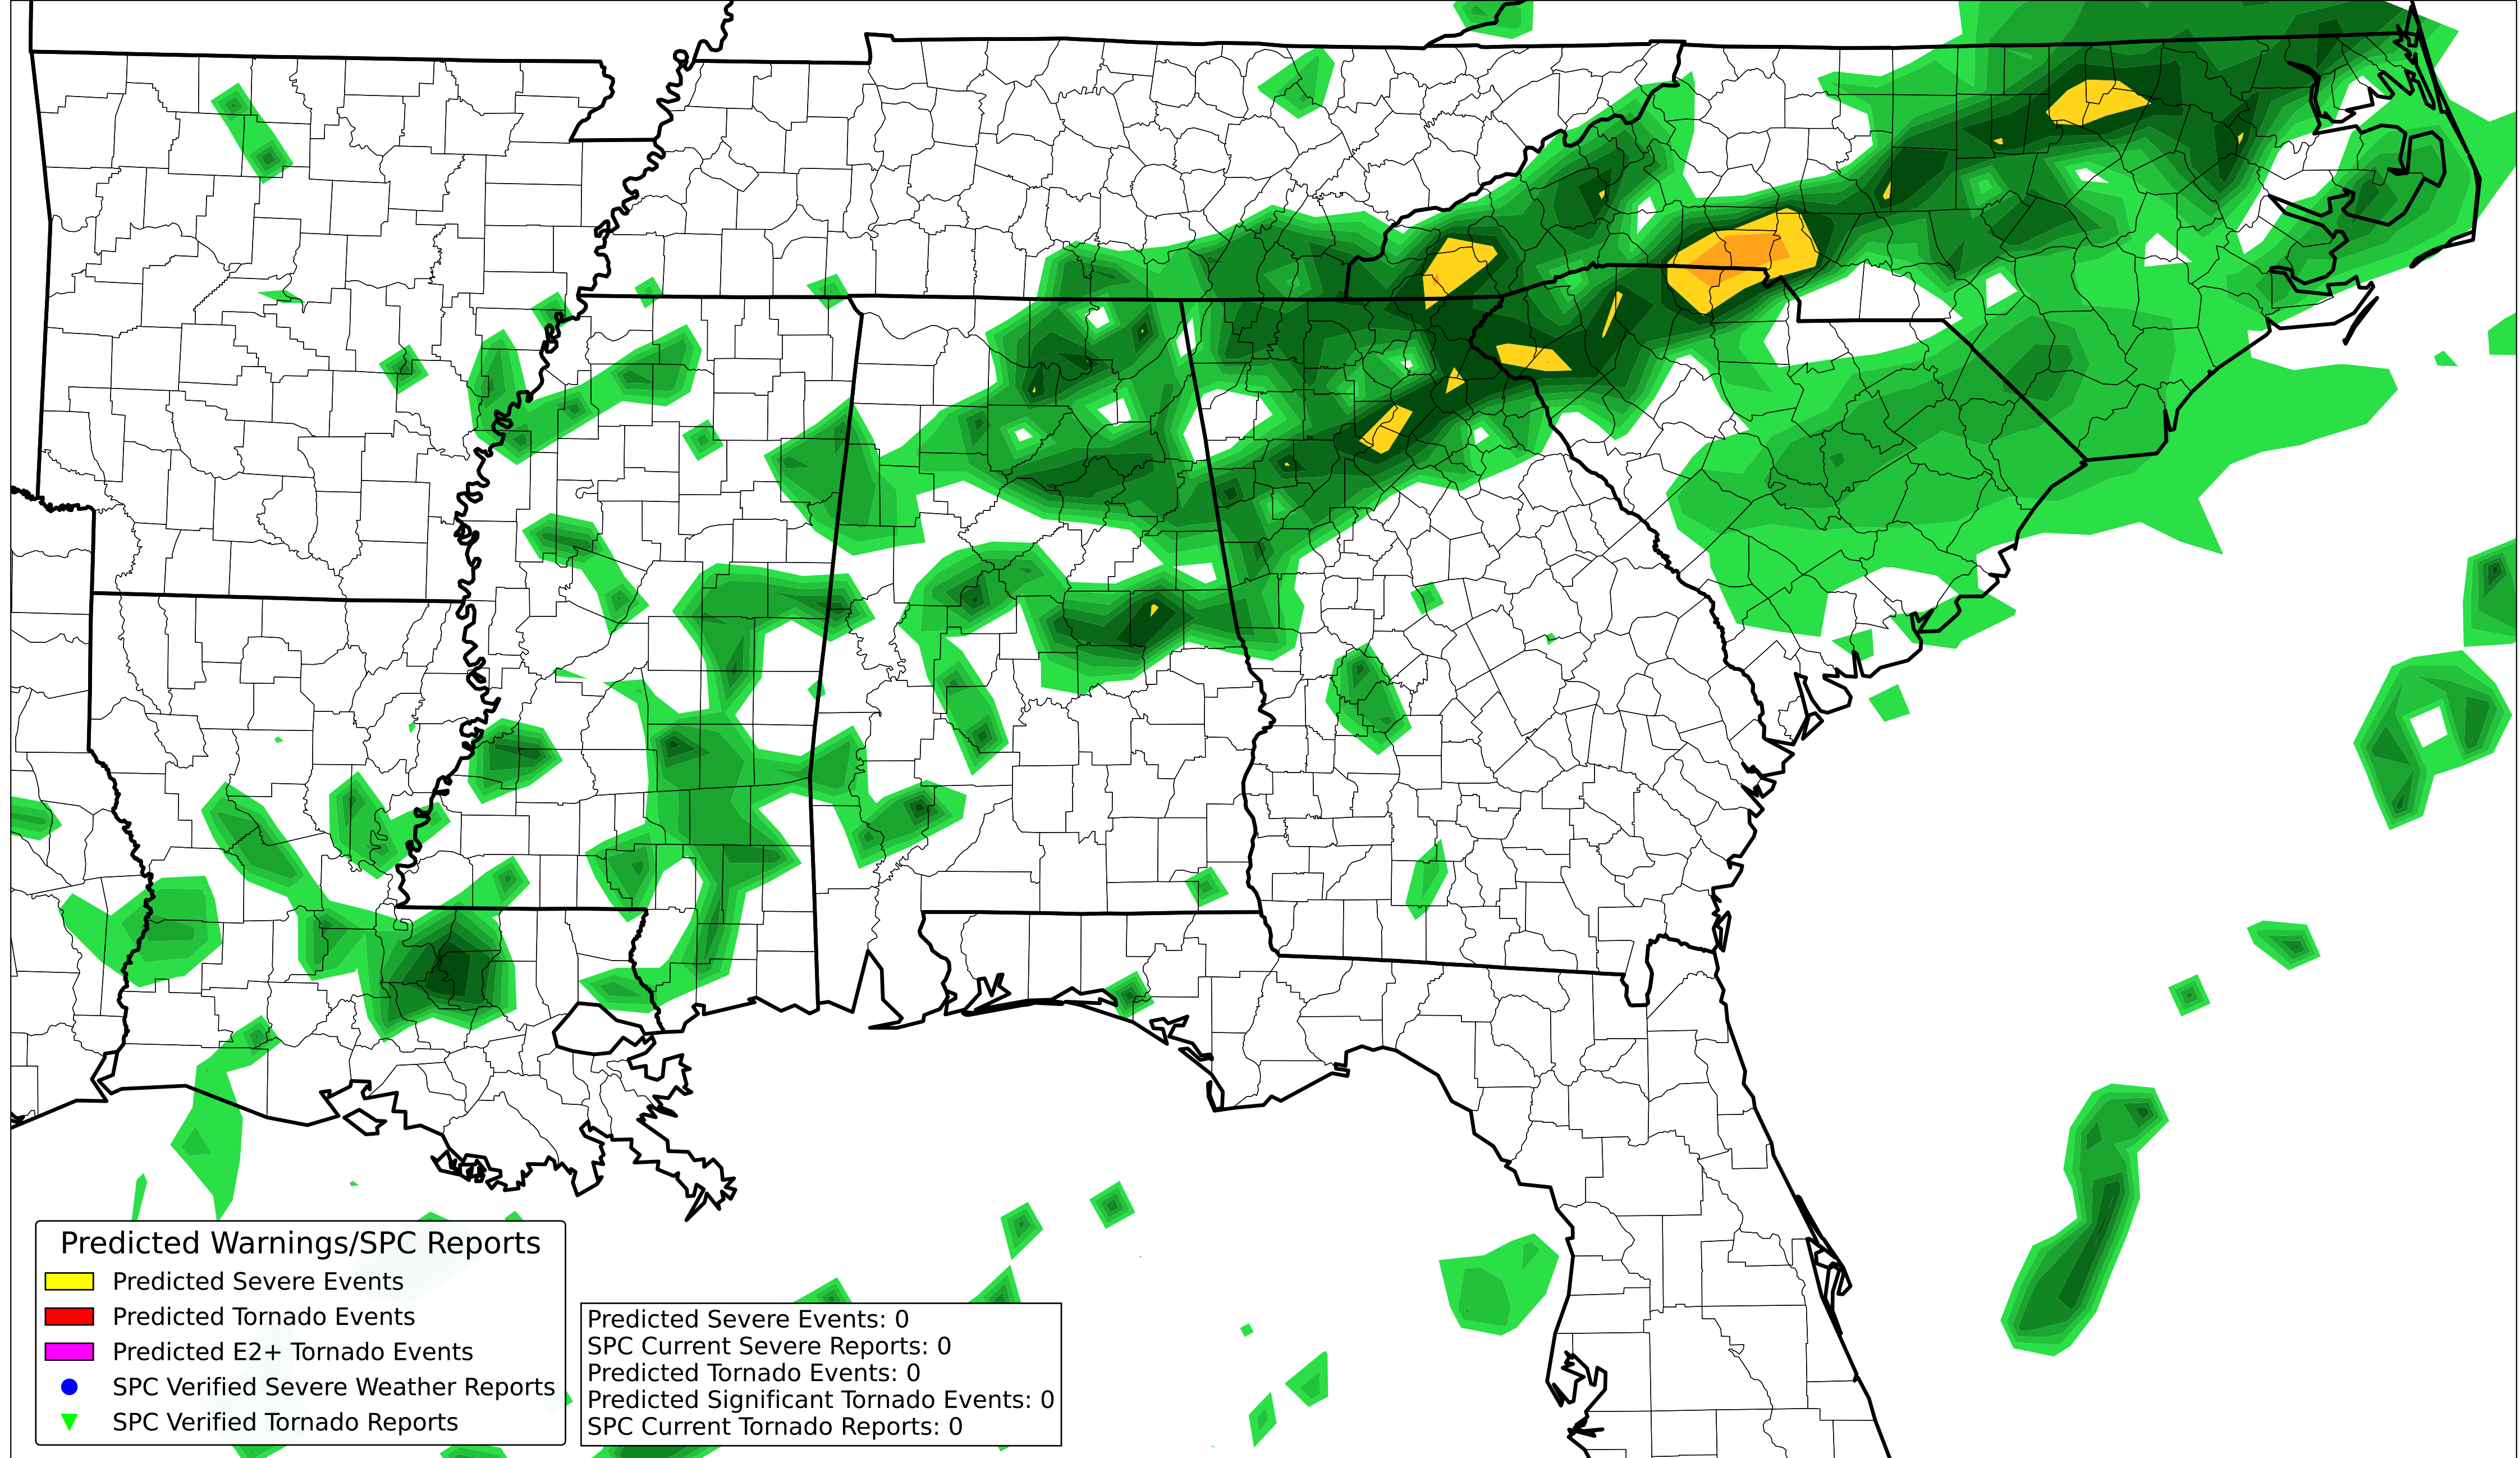 Predicted Warnings/SPC Reports
Predicted Severe Events
Predicted Tornado Events
Predicted E2+ Tornado Events
SPC Verified Severe Weather Reports
SPC Verified Tornado Reports
Predicted Severe Events: 0
SPC Current Severe Reports: 0
Predicted Tornado Events: 0
Predicted Significant Tornado Events: 0
SPC Current Tornado Reports: 0